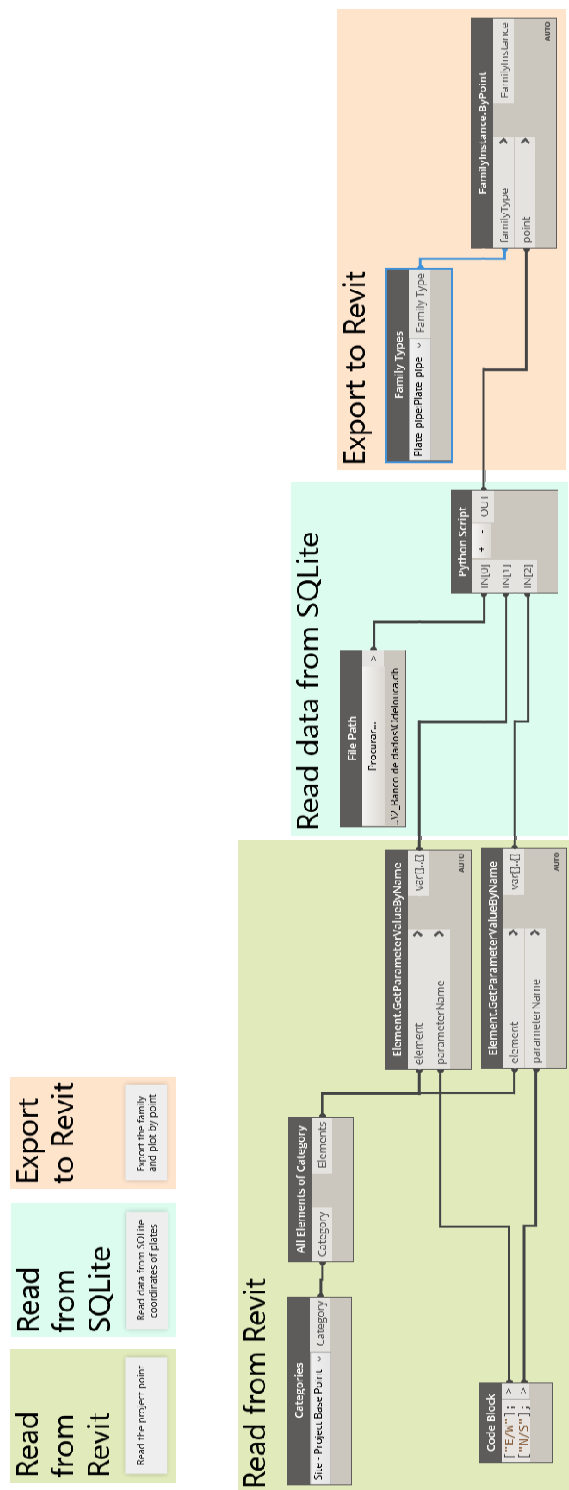 Read
from
Revit
Read the project point
Read
from
SQLite
Read data from SQLite
coordinates of plates
Export
to Revit
Export the family
and plot by point
Read from Revit
Categories
Site - Project Base Point
Category
All Elements of Category
Category
Elements
Code Block
["E/W"]; >
["N/S"]; >
Element.GetParameterValueByName
element
parameterName
var[]..[]
AUTO
Element.GetParameterValueByName
element
parameterName
var[]..[]
AUTO
Read data from SQLite
File Path
Procurar...
>
Python Script
IN[0] + - OUT
IN[1]
IN[2]
Export to Revit
Family Types
Plate pipe:Plate pipe
Family Type
FamilyInstance.ByPoint
familyType
point
FamilyInstance
AUTO